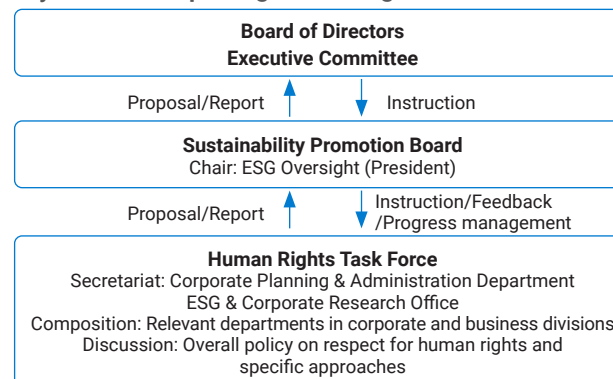 Board of Directors
Executive Committee
Proposal/Report
Instruction
Sustainability Promotion Board
Chair: ESG Oversight (President)
Proposal/Report
Instruction/Feedback
/Progress management
Human Rights Task Force
Secretariat: Corporate Planning & Administration Department
ESG & Corporate Research Office
Composition: Relevant departments in corporate and business divisions
Discussion: Overall policy on respect for human rights and
specific approaches